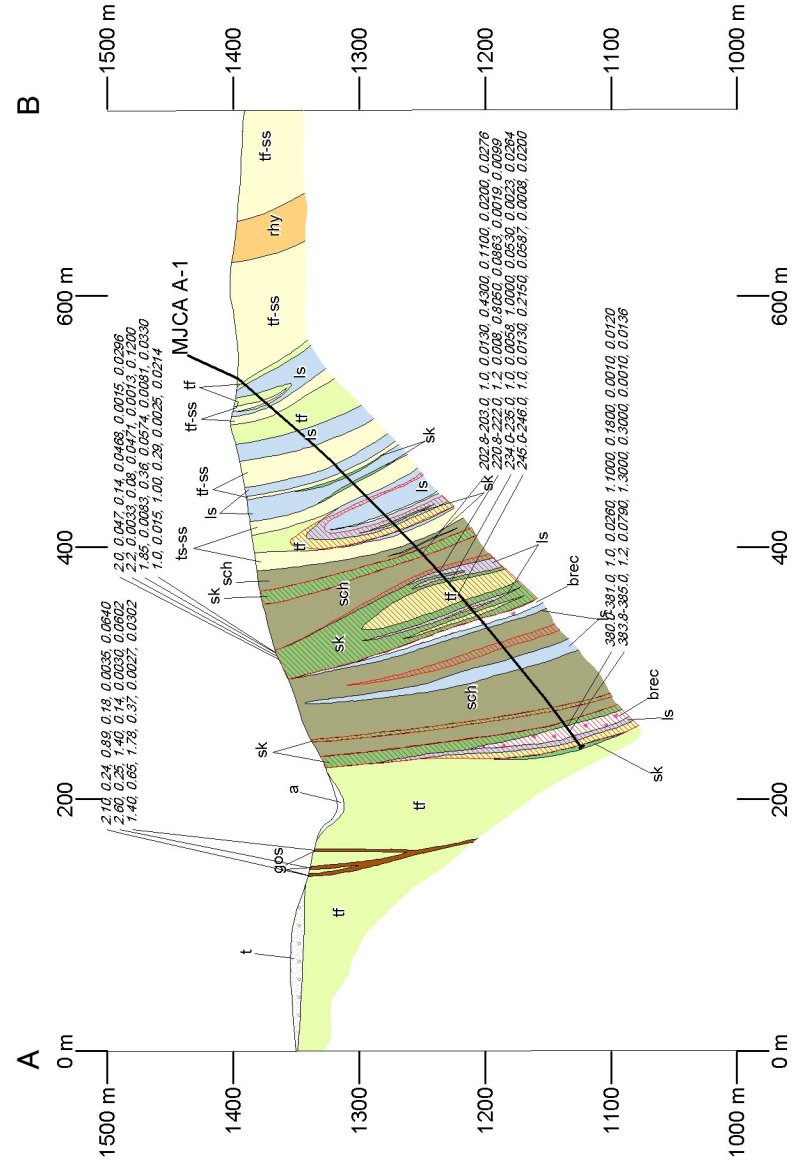 A
B
1500 m
1400
1300
1200
1100
1000 m
1500 m
1400
1300
1200
1100
1000 m
0 m
200
400
600 m
0 m
200
400
600 m
MJCA A-1
2.10, 0.24, 0.89, 0.18, 0.0035, 0.0640
2.60, 0.25, 1.40, 0.14, 0.0030, 0.0602
1.40, 0.65, 1.78, 0.37, 0.0027, 0.0302
2.0, 0.047, 0.14, 0.0468, 0.0015, 0.0296
2.2, 0.0033, 0.08, 0.0471, 0.0013, 0.1200
1.85, 0.0083, 0.36, 0.0574, 0.0081, 0.0330
1.0, 0.015, 1.00, 0.29, 0.0025, 0.0214
t
gos
a
sk
sk
sch
ts-ss
ls
tf-ss
tf-ss
tf
tf
tf
sk
sch
sch
tf
ls
tf
ls
tf-ss
rhy
tf-ss
ls
sk
sk
tf
ls
brec
brec
ls
sk
202.8-203.0, 1.0, 0.0130, 0.4300, 0.1100, 0.0200, 0.0276
220.8-222.0, 1.2, 0.008, 0.8050, 0.0863, 0.0019, 0.0099
234.0-235.0, 1.0, 0.0058, 1.0000, 0.0530, 0.0023, 0.0264
245.0-246.0, 1.0, 0.0130, 0.2150, 0.0587, 0.0008, 0.0200
380.0-381.0, 1.0, 0.0260, 1.1000, 0.1800, 0.0010, 0.0120
383.8-385.0, 1.2, 0.0790, 1.3000, 0.3000, 0.0010, 0.0136